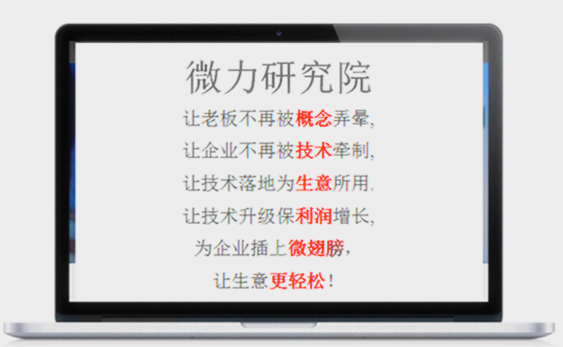 微力研究院
让老板不再被概念弄晕,
让企业不再被技术牵制,
让技术落地为生意所用.
让技术升级保利润增长,
为企业插上微翅膀，
让生意更轻松！